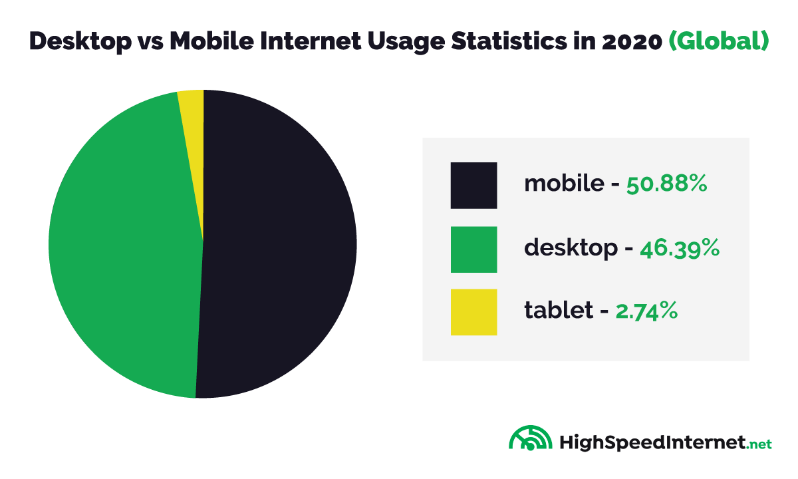 Desktop vs Mobile Internet Usage Statistics in 2020 (Global)
mobile - 50.88%
desktop - 46.39%
tablet - 2.74%
HighSpeedInternet.net